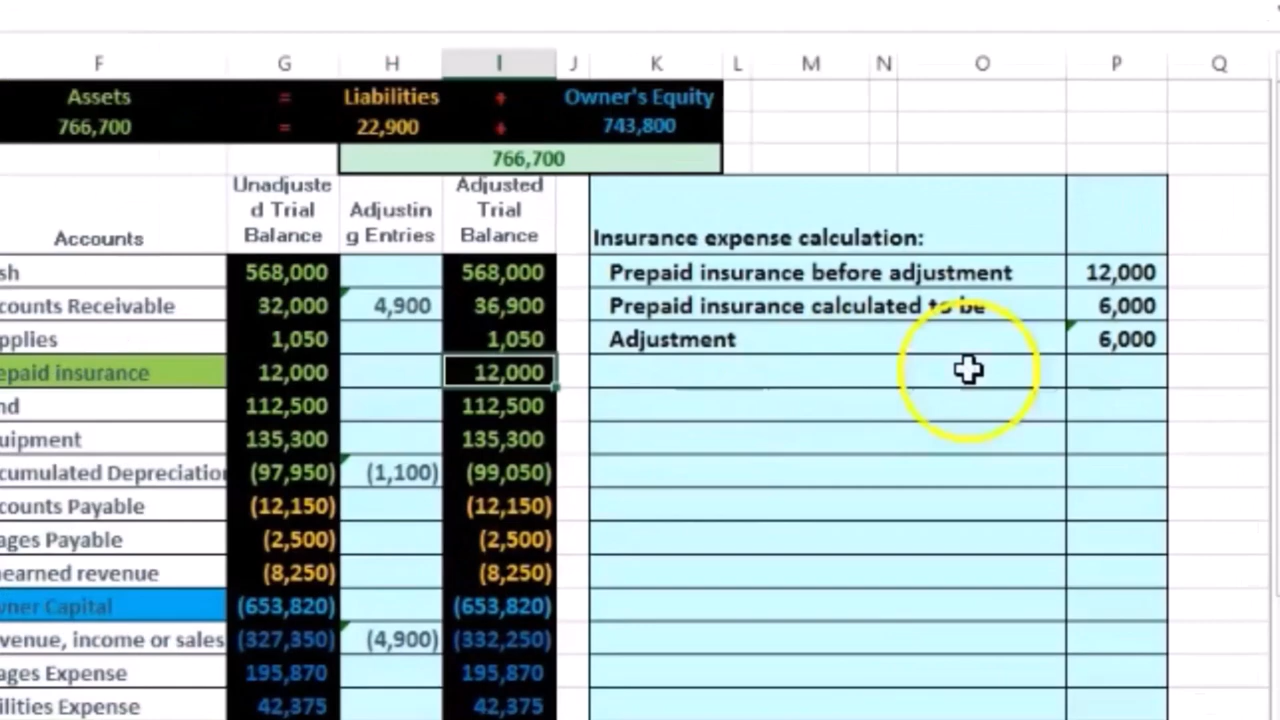 F G H I J K L M N O P Q
Assets = Liabilities + Owner's Equity
766,700 = 22,900 + 743,800
766,700
Unadjuste
d Trial
Balance
Adjustin
g Entries
Adjusted
Trial
Balance
Accounts
Insurance expense calculation:
sh 568,000 568,000 Prepaid insurance before adjustment 12,000
counts Receivable 32,000 4,900 36,900 Prepaid insurance calculated to be 6,000
pplies 1,050 1,050 Adjustment 6,000
epaid insurance 12,000 12,000
nd 112,500 112,500
uipment 135,300 135,300
cumulated Depreciatio (97,950) (1,100) (99,050)
counts Payable (12,150) (12,150)
ages Payable (2,500) (2,500)
nearned revenue (8,250) (8,250)
wner Capital (653,820) (653,820)
venue, income or sales (327,350) (4,900) (332,250)
ages Expense 195,870 195,870
ilities Expense 42,375 42,375